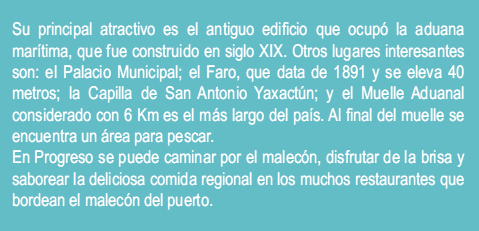 Su principal atractivo es el antiguo edificio que ocupó la aduana
marítima, que fue construido en siglo XIX. Otros lugares interesantes
son: el Palacio Municipal; el Faro, que data de 1891 y se eleva 40
metros; la Capilla de San Antonio Yaxactún; y el Muelle Aduanal
considerado con 6 Km es el más largo del país. Al final del muelle se
encuentra un área para pescar.
En Progreso se puede caminar por el malecón, disfrutar de la brisa y
saborear la deliciosa comida regional en los muchos restaurantes que
bordean el malecón del puerto.